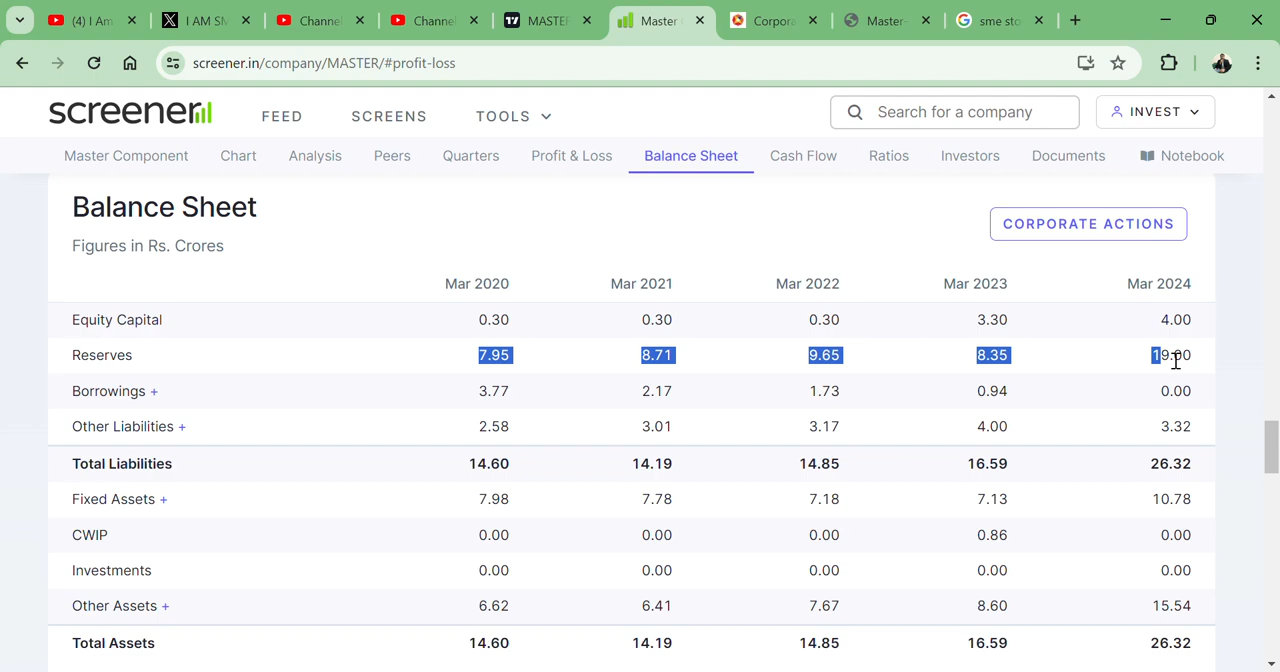 (4) I Am
I AM SM
Channel
Channel
MASTER
Master
Corpora
Master-
sme sto
screener.in/company/MASTER/#profit-loss
screener
FEED
SCREENS
TOOLS
Search for a company
INVEST
Master Component Chart Analysis Peers Quarters Profit & Loss Balance Sheet Cash Flow Ratios Investors Documents Notebook
Balance Sheet
CORPORATE ACTIONS
Figures in Rs. Crores
Mar 2020 Mar 2021 Mar 2022 Mar 2023 Mar 2024
Equity Capital 0.30 0.30 0.30 3.30 4.00
Reserves 7.95 8.71 9.65 8.35 19.00
Borrowings + 3.77 2.17 1.73 0.94 0.00
Other Liabilities + 2.58 3.01 3.17 4.00 3.32
Total Liabilities 14.60 14.19 14.85 16.59 26.32
Fixed Assets + 7.98 7.78 7.18 7.13 10.78
CWIP 0.00 0.00 0.00 0.86 0.00
Investments 0.00 0.00 0.00 0.00 0.00
Other Assets + 6.62 6.41 7.67 8.60 15.54
Total Assets 14.60 14.19 14.85 16.59 26.32